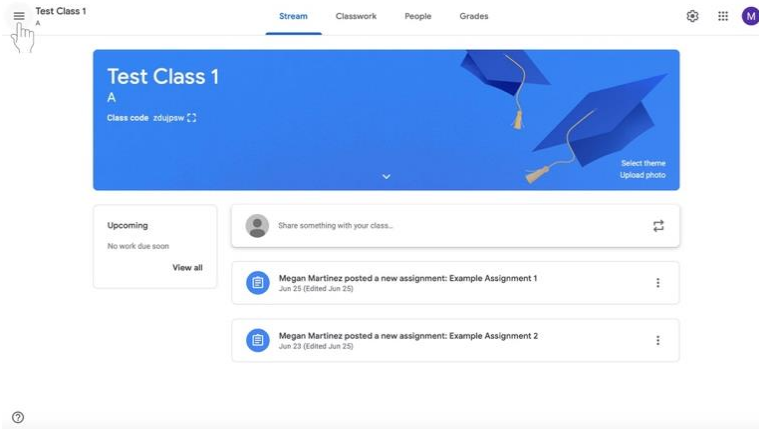 Test Class 1
A
Stream
Classwork
People
Grades
M
Test Class 1
A
Class code zdujpsw
Select theme
Upload photo
Upcoming
No work due soon
View all
Share something with your class...
Megan Martinez posted a new assignment: Example Assignment 1
Jun 25 (Edited Jun 25)
Megan Martinez posted a new assignment: Example Assignment 2
Jun 23 (Edited Jun 25)
?